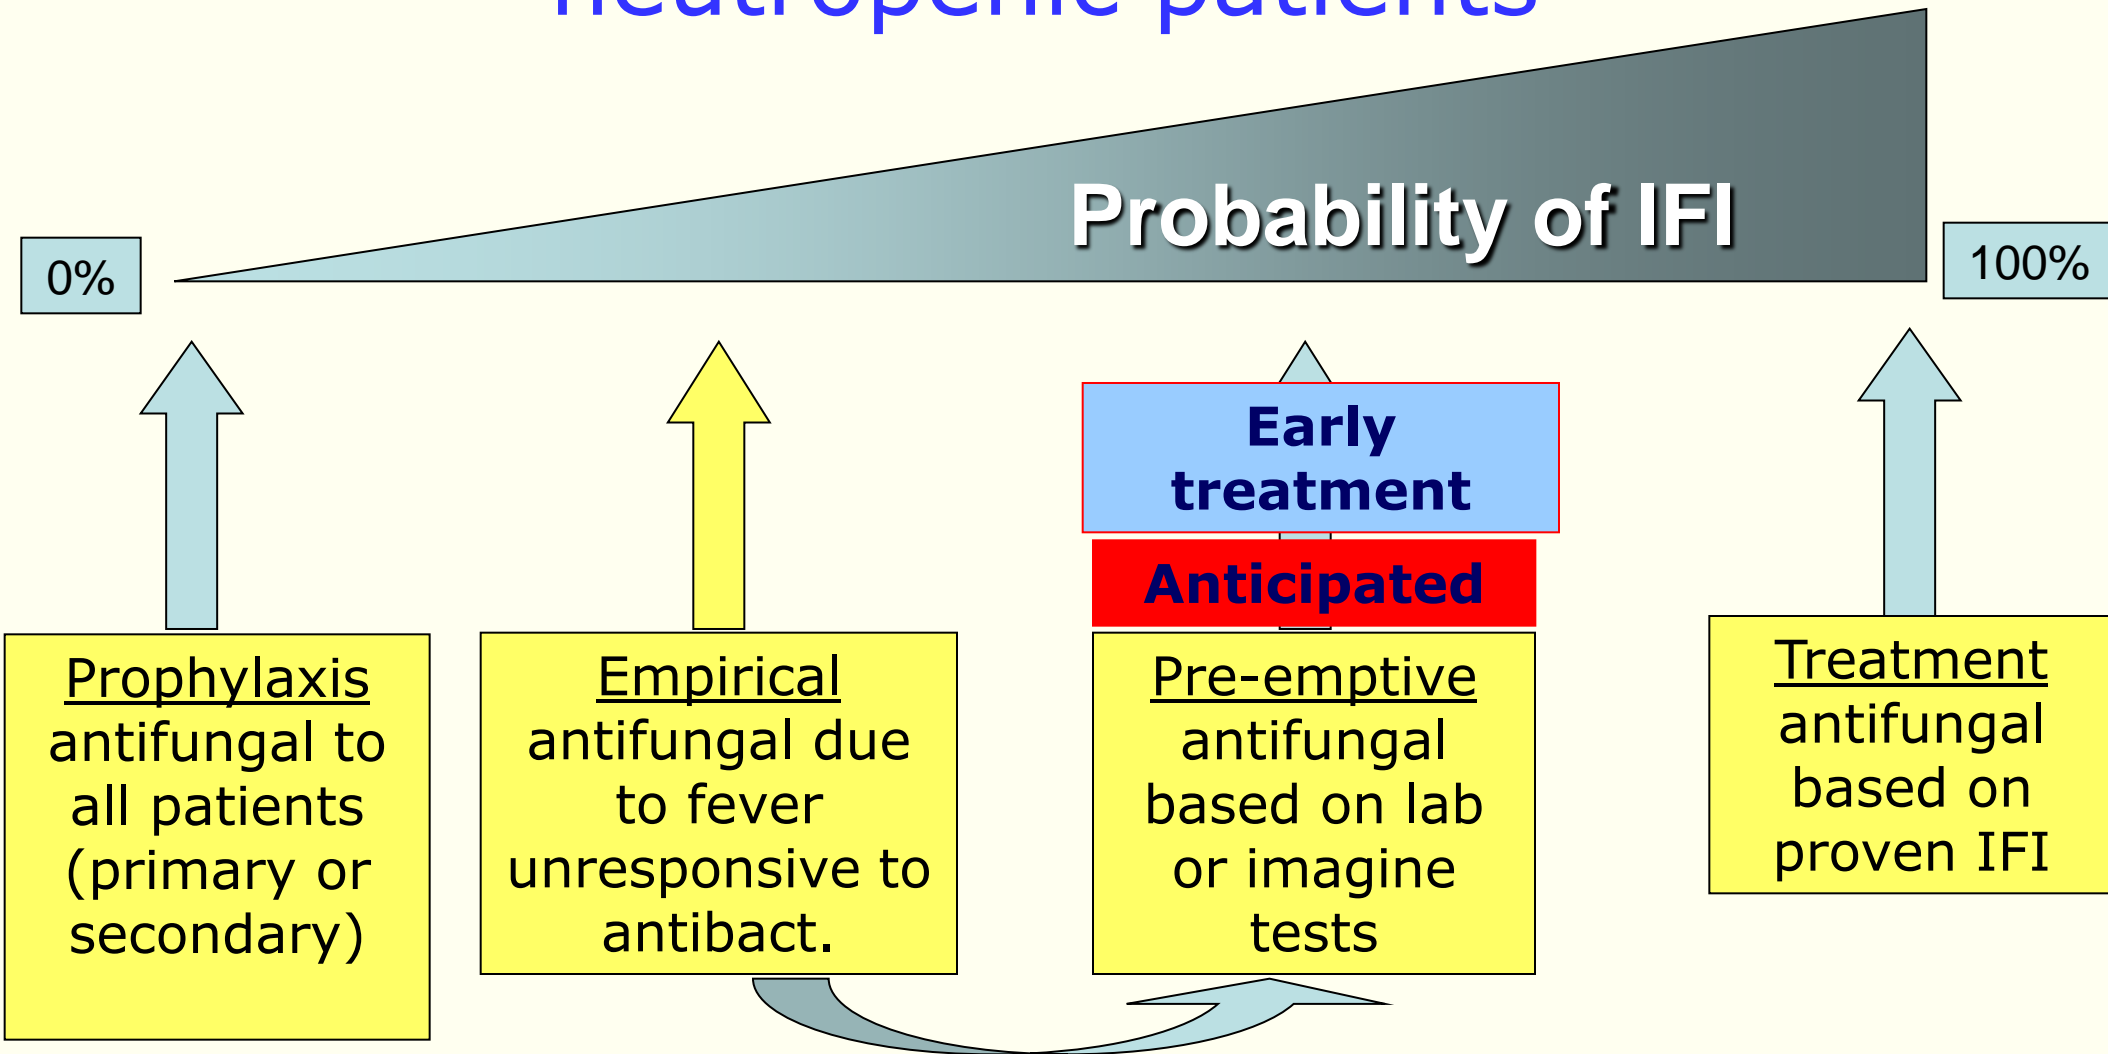 neutropenic patients
Probability of IFI
0%
100%
Early
treatment
Anticipated
Prophylaxis
antifungal to
all patients
(primary or
secondary)
Empirical
antifungal due
to fever
unresponsive to
antibact.
Pre-emptive
antifungal
based on lab
or imagine
tests
Treatment
antifungal
based on
proven IFI